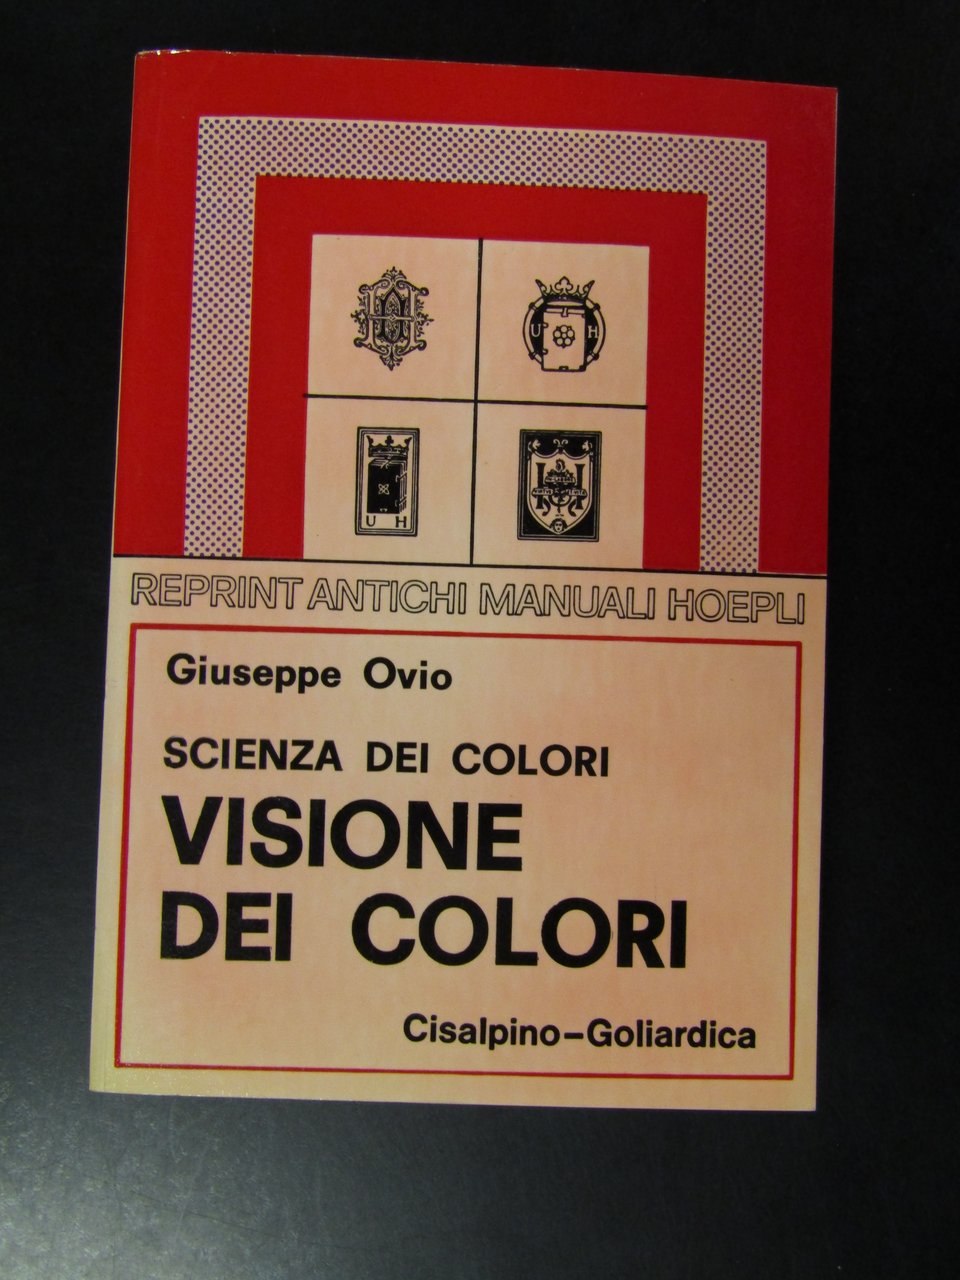 U H
U H
REPRINT ANTICHI MANUALI HOEPLI
Giuseppe Ovio
SCIENZA DEI COLORI
VISIONE
DEI COLORI
Cisalpino-Goliardica